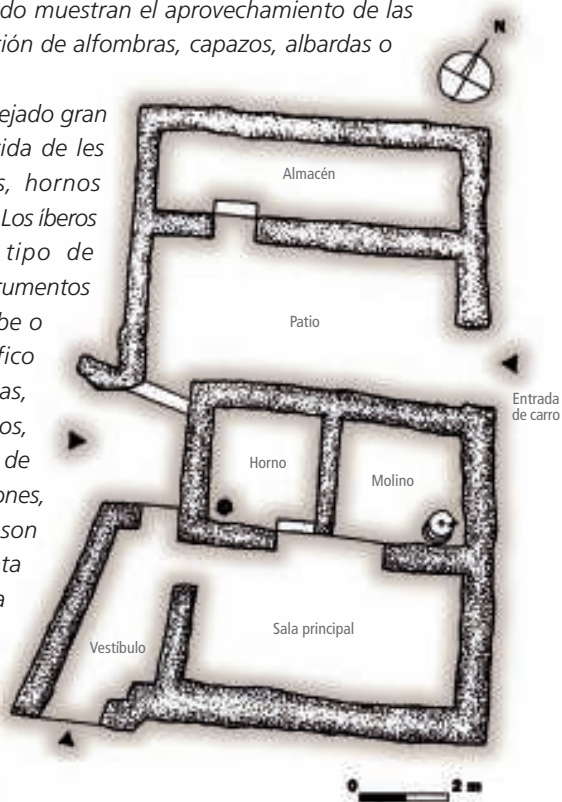 do muestran el aprovechamiento de las
ción de alfombras, capazos, albardas o
ejado gran
ida de les
s, hornos
Los íberos
tipo de
rumentos
be o
fico
as,
os,
de
ones,
son
ta
a
N
Almacén
Patio
Entrada
de carro
Horno
Molino
Sala principal
Vestíbulo
0 2 m